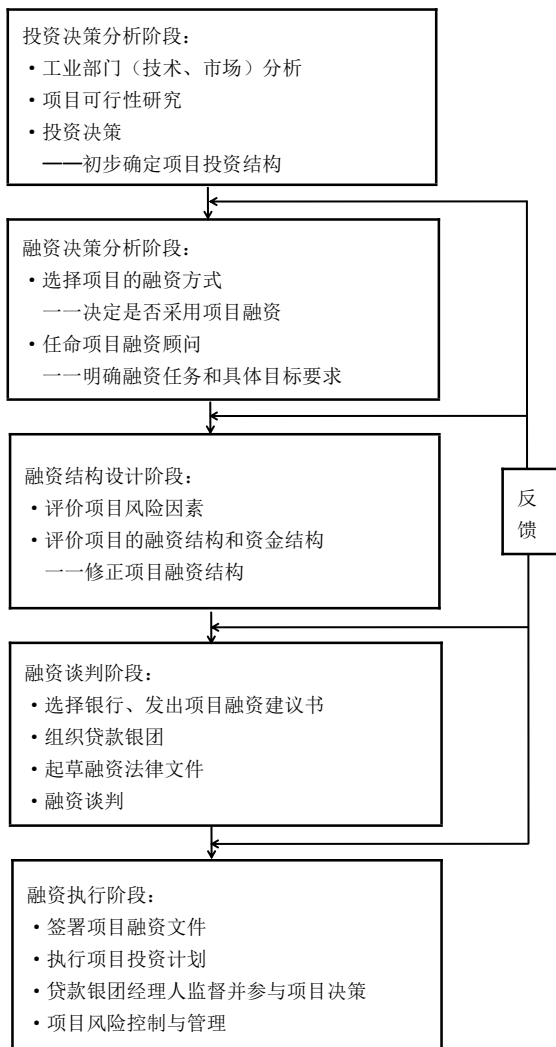 投资决策分析阶段：
·工业部门（技术、市场）分析
·项目可行性研究
·投资决策
——初步确定项目投资结构
融资决策分析阶段：
·选择项目的融资方式
一一决定是否采用项目融资
·任命项目融资顾问
一一明确融资任务和具体目标要求
融资结构设计阶段：
·评价项目风险因素
·评价项目的融资结构和资金结构
一一修正项目融资结构
反
馈
融资谈判阶段：
·选择银行、发出项目融资建议书
·组织贷款银团
·起草融资法律文件
·融资谈判
融资执行阶段：
·签署项目融资文件
·执行项目投资计划
·贷款银团经理人监督并参与项目决策
·项目风险控制与管理